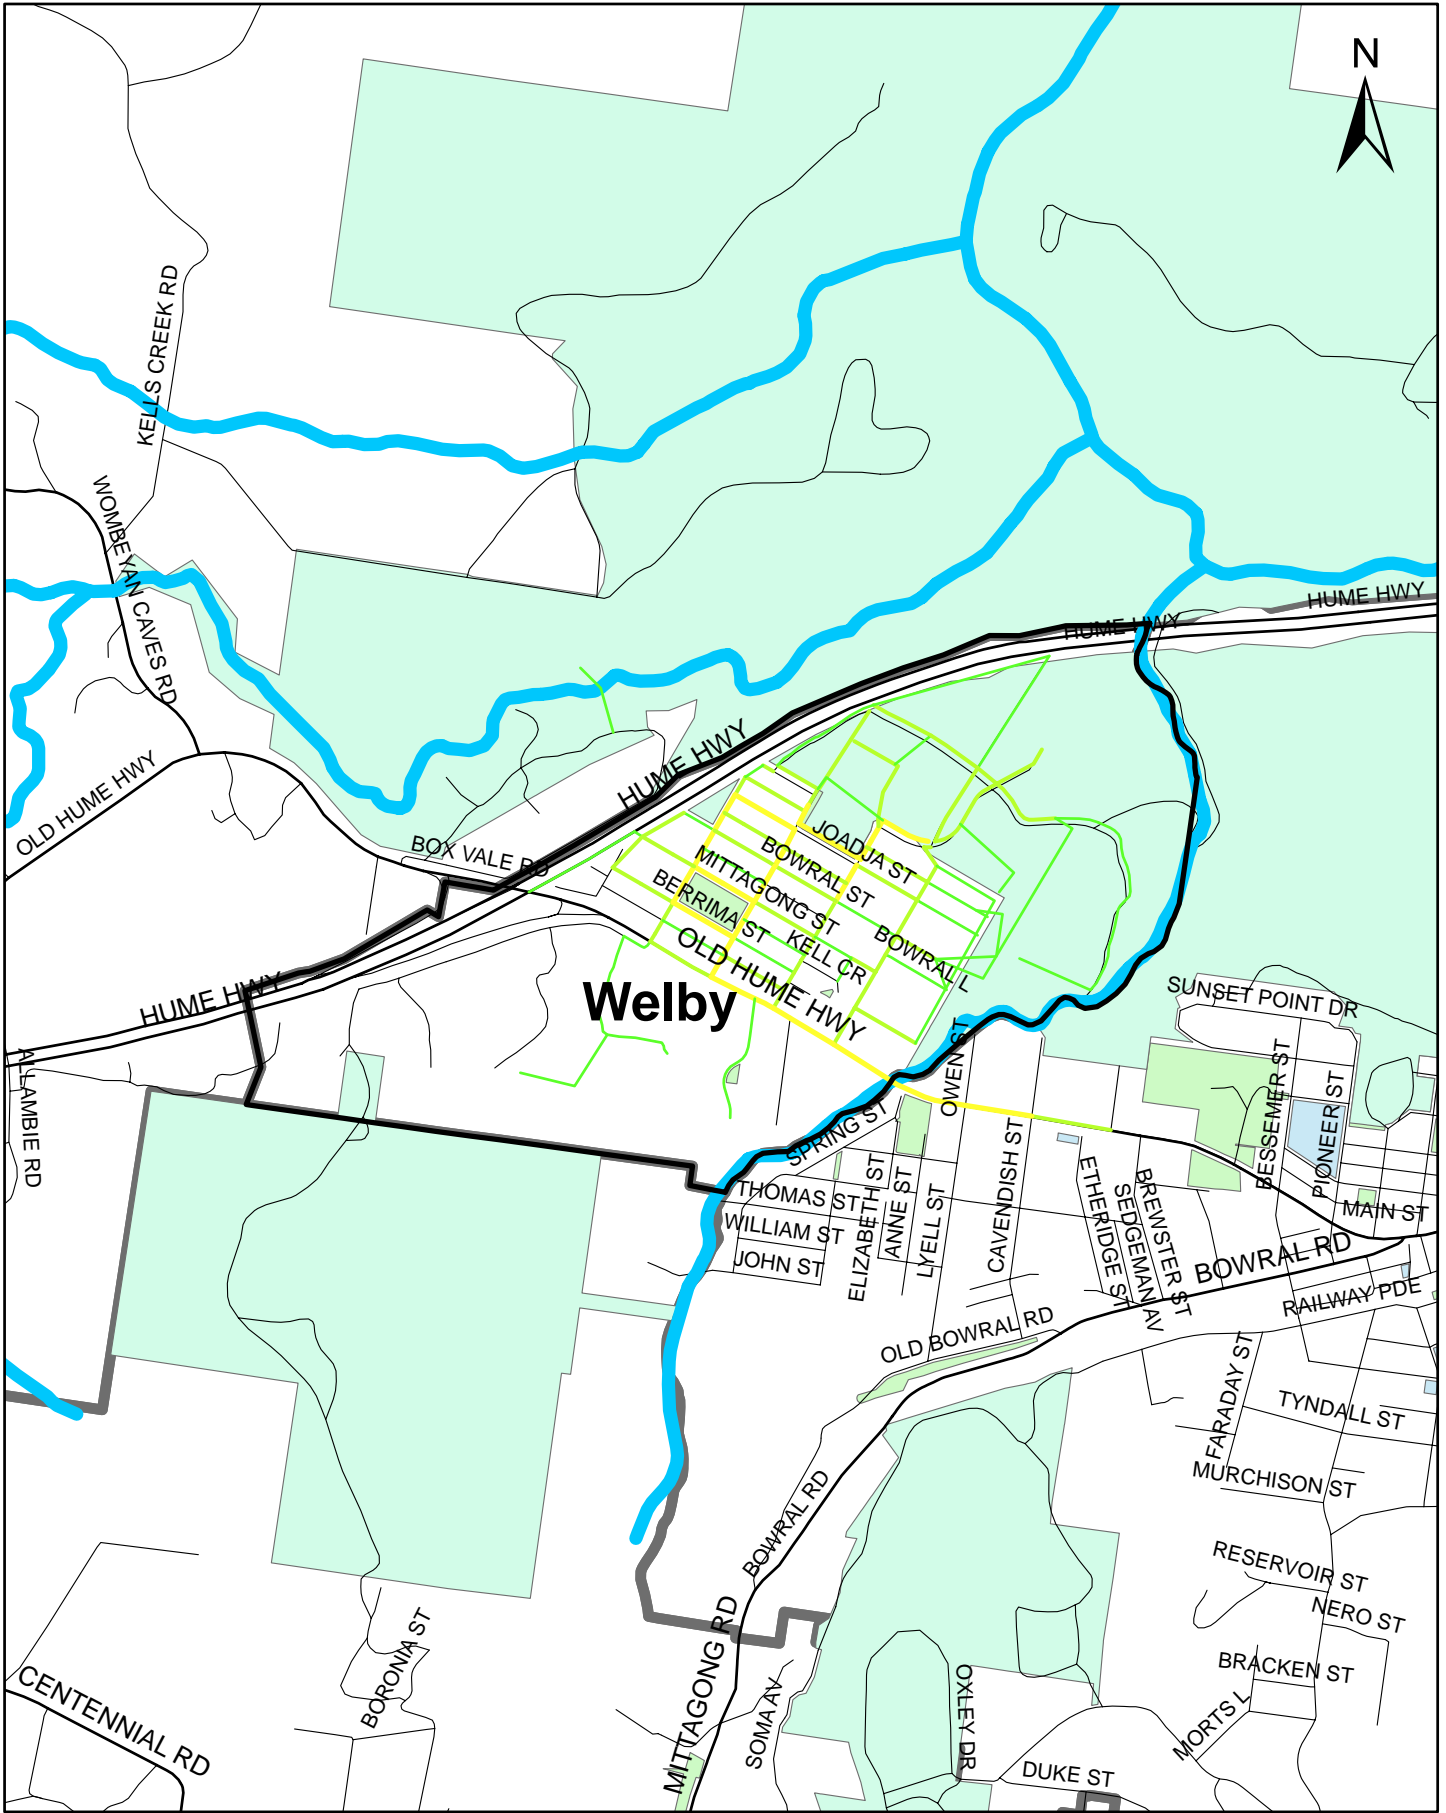 N
KELLS CREEK RD
WOMBEYAN CAVES RD
HUME HWY
HUME HWY
OLD HUME HWY
HUME HWY
BOX VALE RD
JOADJA ST
BOWRAL ST
MITTAGONG ST
BERRIMA ST
KELL CR
BOWRAL L
OLD HUME HWY
Welby
HUME HWY
SUNSET POINT DR
ALLAMBIE RD
OWEN ST
BESSEMER ST
PIONEER ST
SPRING ST
THOMAS ST
WILLIAM ST
JOHN ST
ELIZABETH ST
ANNE ST
LYELL ST
CAVENDISH ST
ETHERIDGE ST
SEDGEMAN AV
BREWSTER ST
MAIN ST
BOWRAL RD
RAILWAY PDE
OLD BOWRAL RD
FARADAY ST
TYNDALL ST
MURCHISON ST
BOWRAL RD
RESERVOIR ST
NERO ST
BORONIA ST
MITTAGONG RD
SOMA AV
OXLEY DR
BRACKEN ST
MORTS L
CENTENNIAL RD
DUKE ST